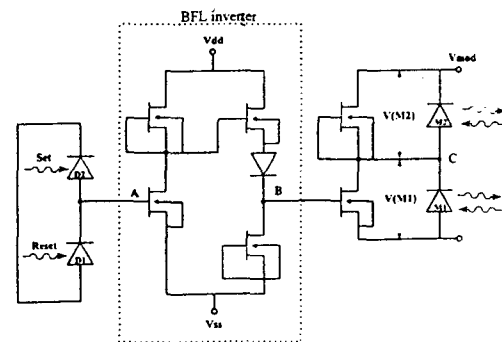 BFL inverter
Vdd
Vmod
V(M2)
M2
Set
D2
A
B
C
V(M1)
M1
Reset
D1
Vss